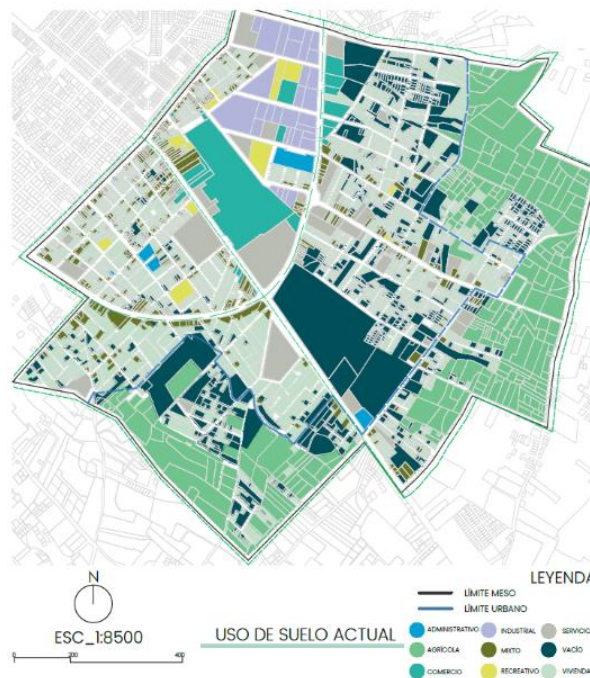 N
ESC_1:8500
0 200 400
USO DE SUELO ACTUAL
LEYENDA
LÍMITE MESO
LÍMITE URBANO
ADMINISTRATIVO INDUSTRIAL SERVICIO
AGRÍCOLA MIXTO VACÍO
COMERCIO RECREATIVO VIVIENDA